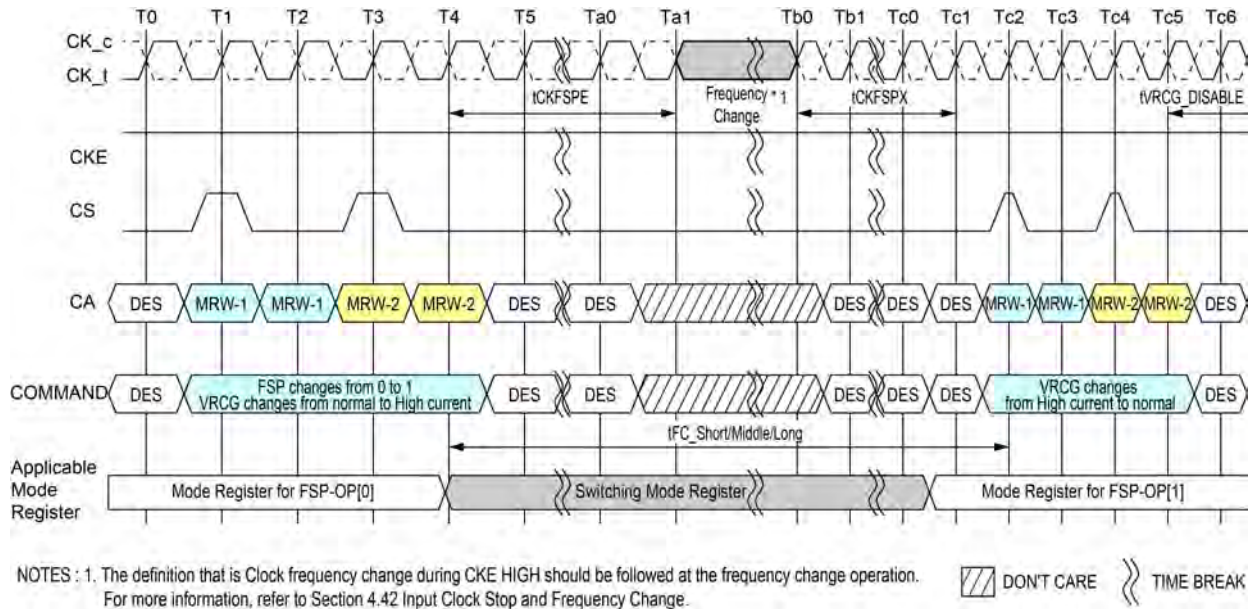 T0 T1 T2 T3 T4 T5 Ta0 Ta1 Tb0 Tb1 Tc0 Tc1 Tc2 Tc3 Tc4 Tc5 Tc6
CK_c
CK_t
tCKFSPE
Frequency * 1
Change
tCKFSPX
tVRCG_DISABLE
CKE
CS
CA
DES MRW-1 MRW-1 MRW-2 MRW-2 DES DES DES DES DES MRW-1 MRW-1 MRW-2 MRW-2 DES
COMMAND
DES
FSP changes from 0 to 1
VRCG changes from normal to High current
DES DES DES DES DES
VRCG changes
from High current to normal
DES
tFC_Short/Middle/Long
Applicable
Mode
Register
Mode Register for FSP-OP[0]
Switching Mode Register
Mode Register for FSP-OP[1]
NOTES : 1. The definition that is Clock frequency change during CKE HIGH should be followed at the frequency change operation.
For more information, refer to Section 4.42 Input Clock Stop and Frequency Change.
DON'T CARE
TIME BREAK